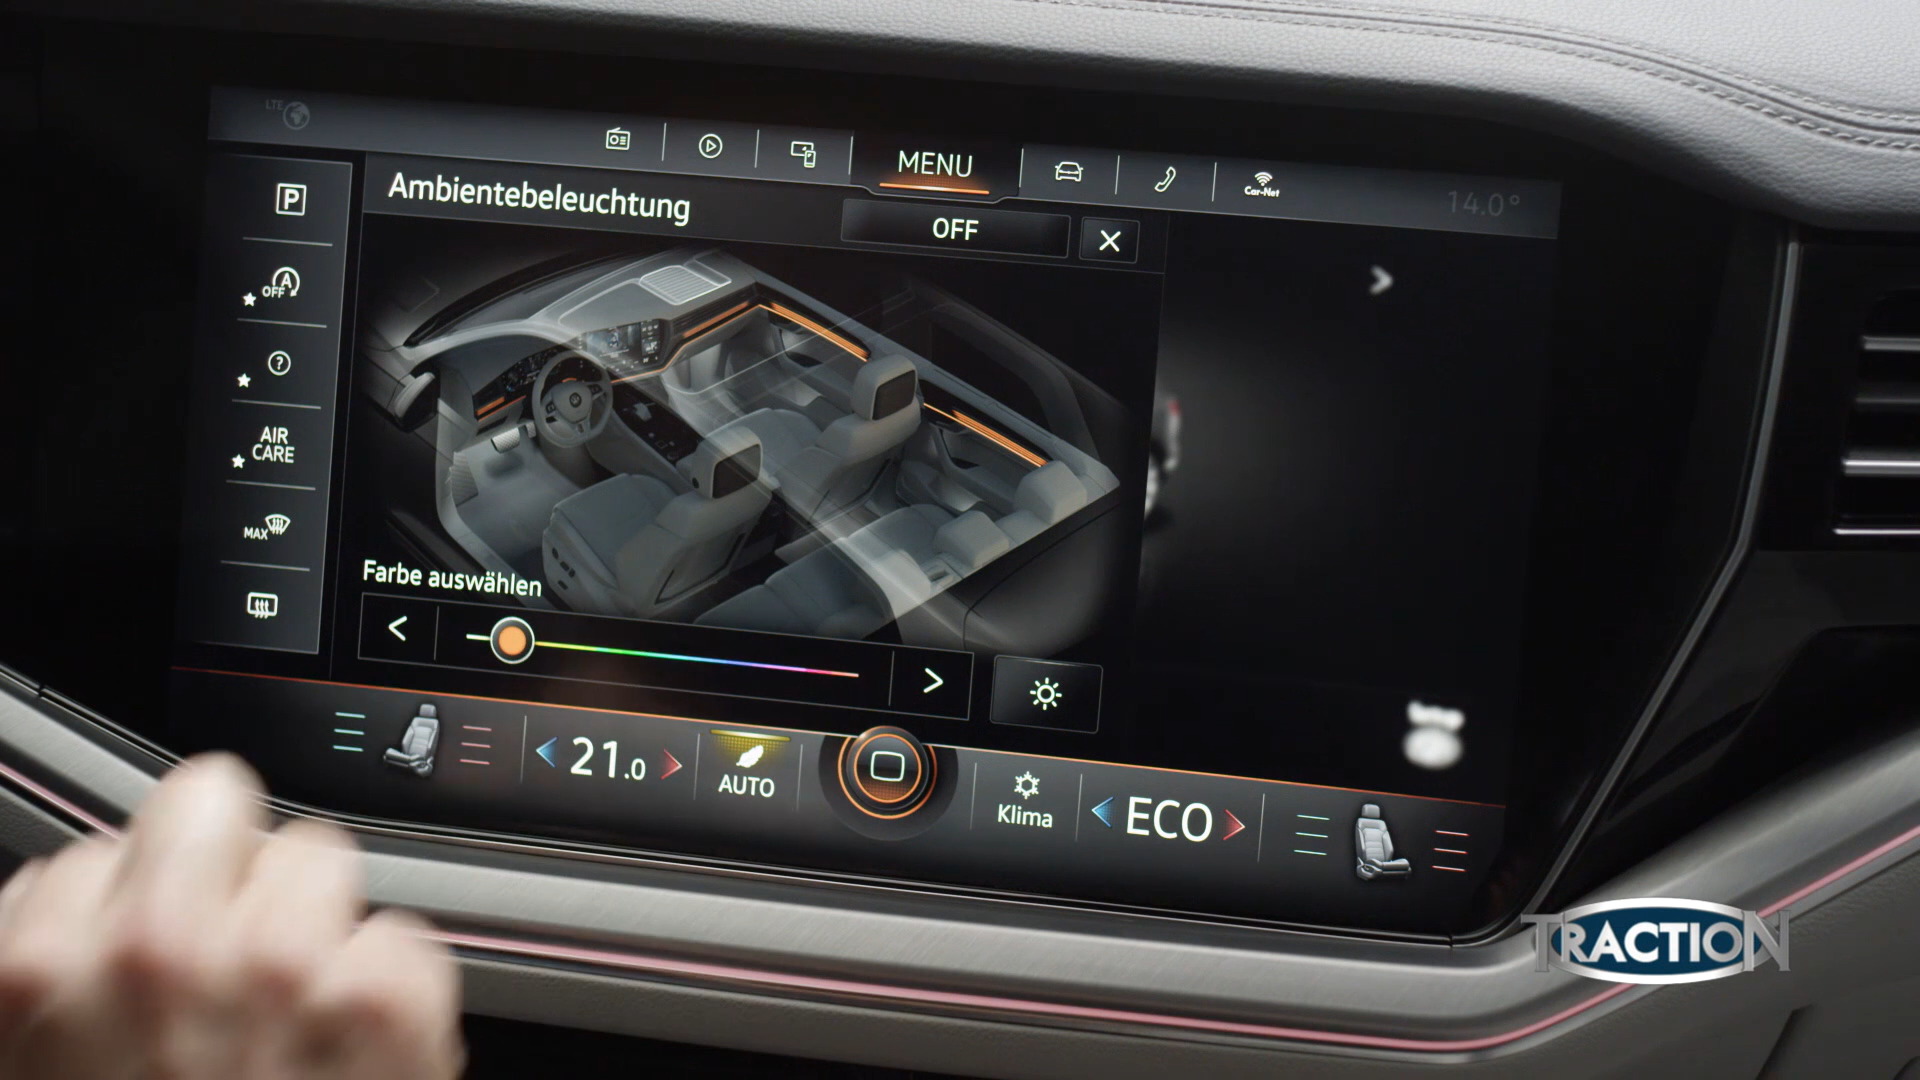 LTE
MENU
Car-Net
14.0°
Ambientebeleuchtung
OFF
P
A
OFF
?
AIR
CARE
MAX
Farbe auswählen
21.0
AUTO
Klima
ECO
TRACTION